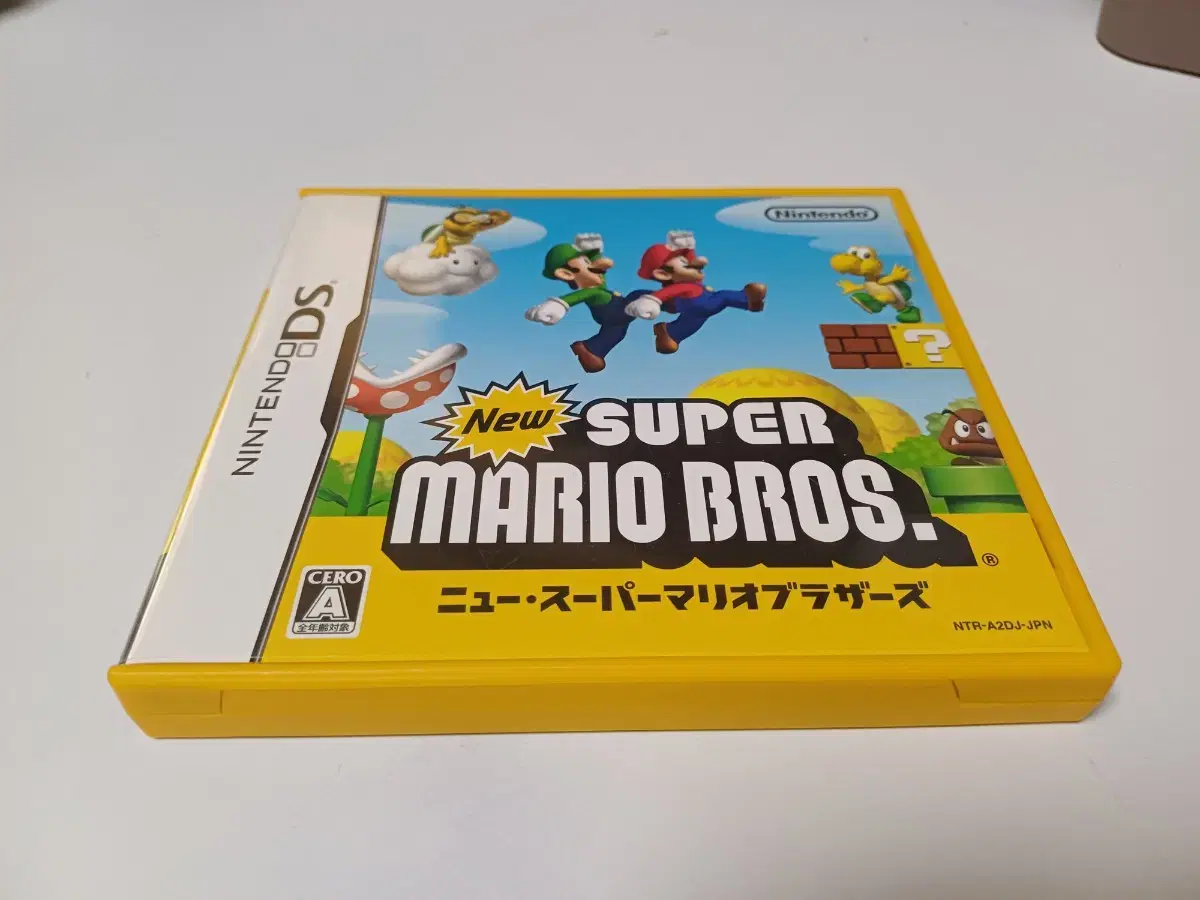 NINTENDO DS
Nintendo
?
New SUPER
MARIO BROS.
®
ニュー・スーパーマリオブラザーズ
CERO
A
全年齢対象
NTR-A2DJ-JPN